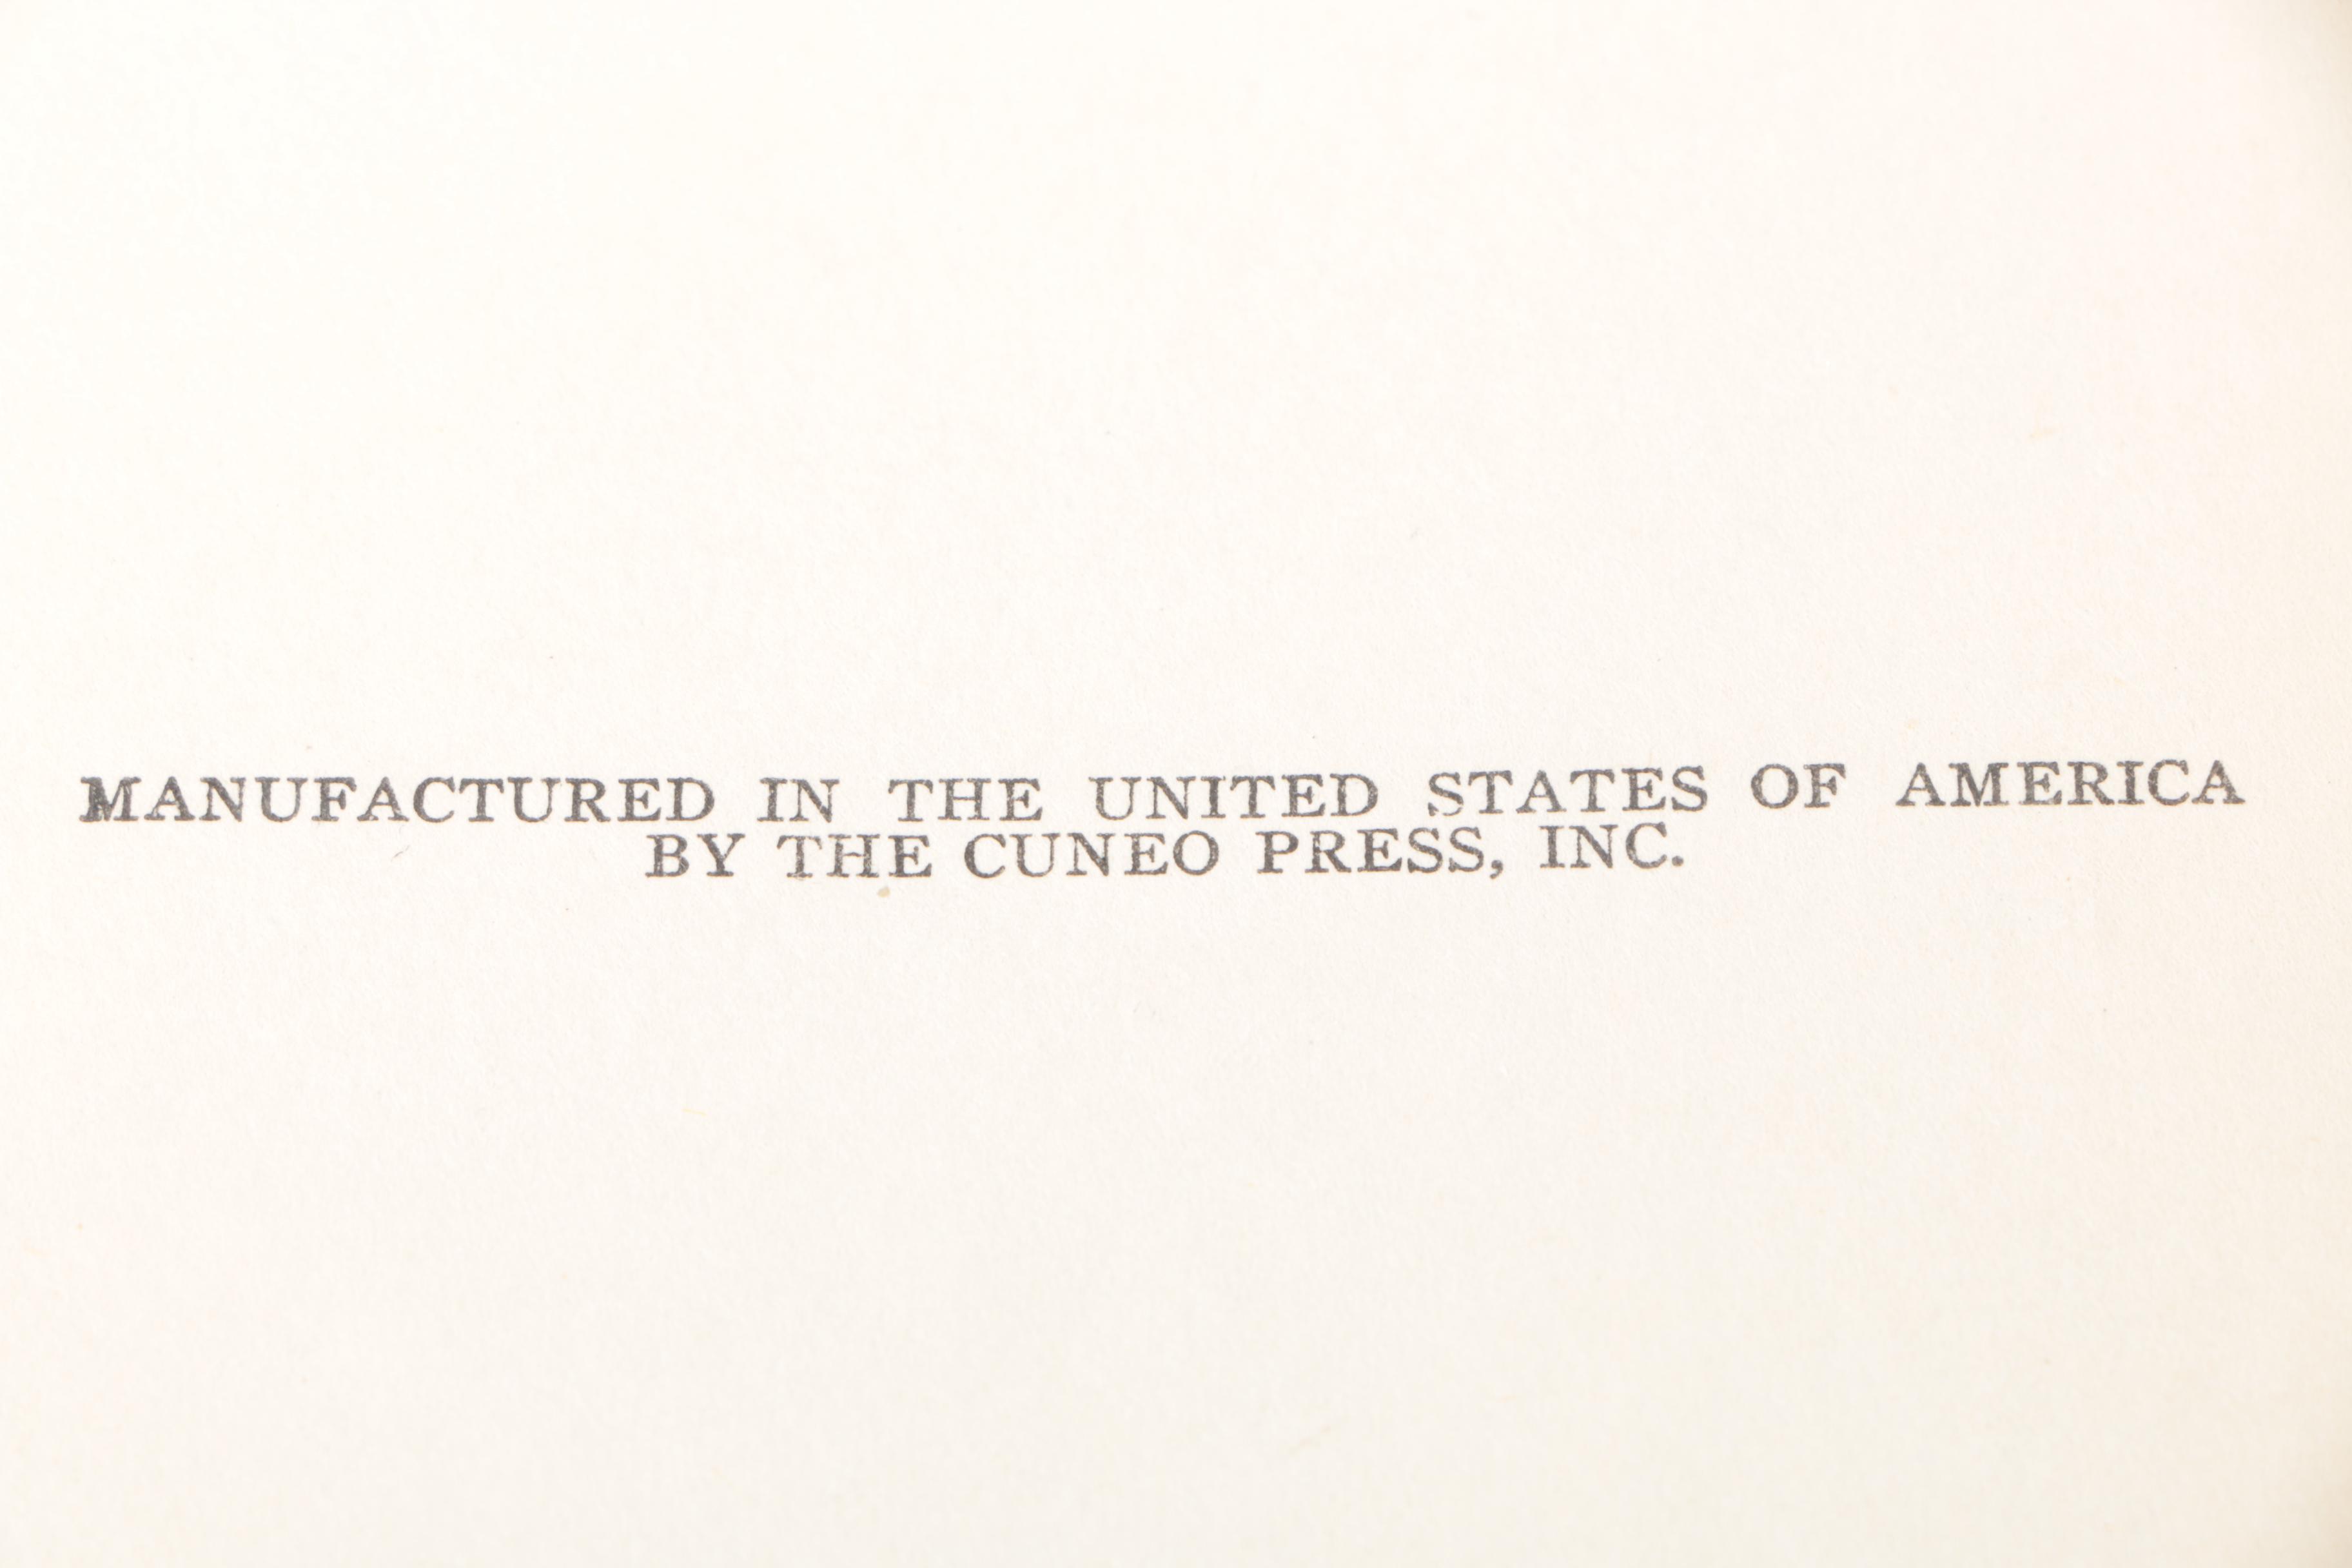 MANUFACTURED IN THE UNITED STATES OF AMERICA
BY THE CUNEO PRESS, INC.